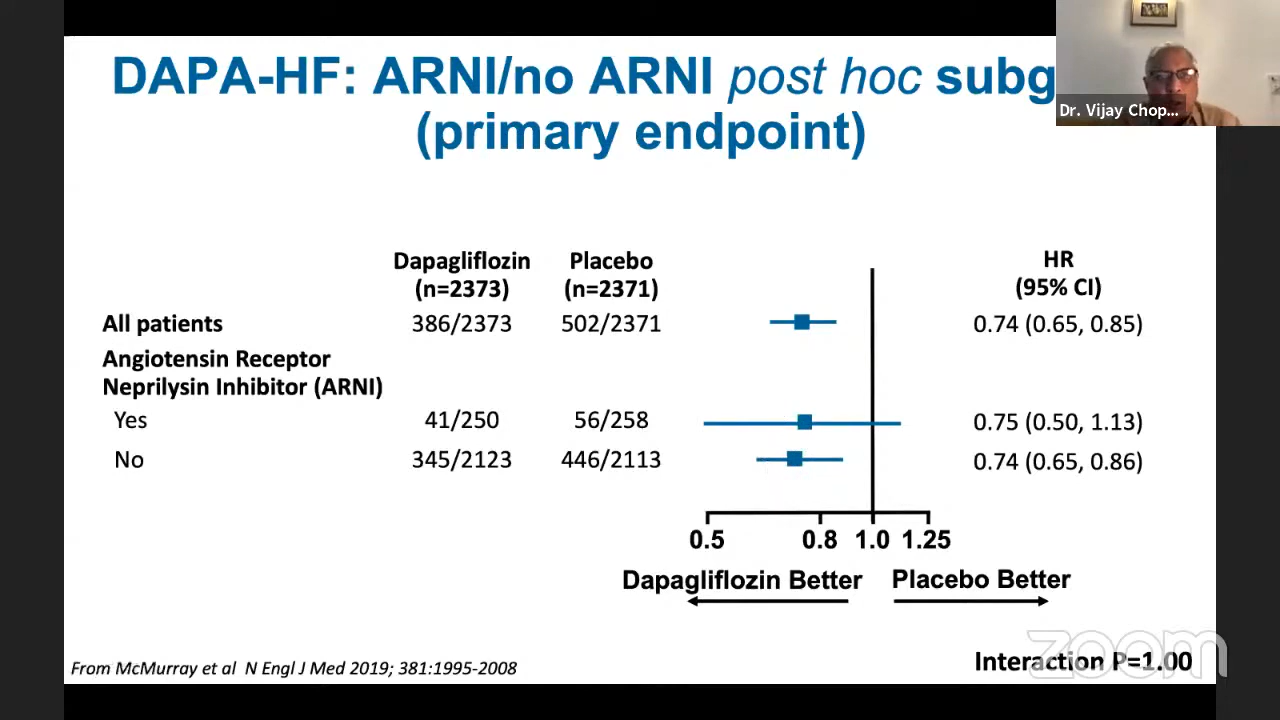 DAPA-HF: ARNI/no ARNI post hoc subg
(primary endpoint)
Dr. Vijay Chop...
Dapagliflozin Placebo HR
(n=2373) (n=2371) (95% CI)
All patients 386/2373 502/2371 0.74 (0.65, 0.85)
Angiotensin Receptor
Neprilysin Inhibitor (ARNI)
Yes 41/250 56/258 0.75 (0.50, 1.13)
No 345/2123 446/2113 0.74 (0.65, 0.86)
0.5 0.8 1.0 1.25
Dapagliflozin Better Placebo Better
From McMurray et al N Engl J Med 2019; 381:1995-2008
Interaction P=1.00
zoom